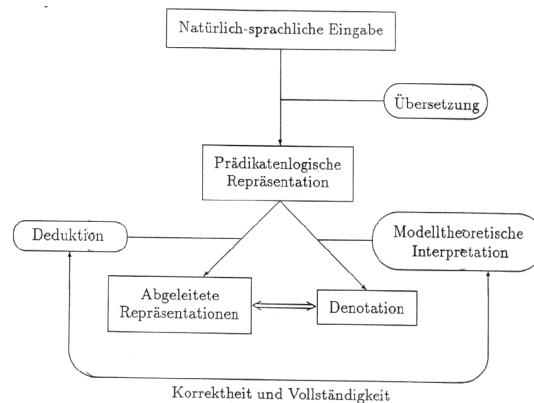 Natürlich-sprachliche Eingabe
Übersetzung
Prädikatenlogische
Repräsentation
Deduktion
Modelltheoretische
Interpretation
Abgeleitete
Repräsentationen
Denotation
Korrektheit und Vollständigkeit